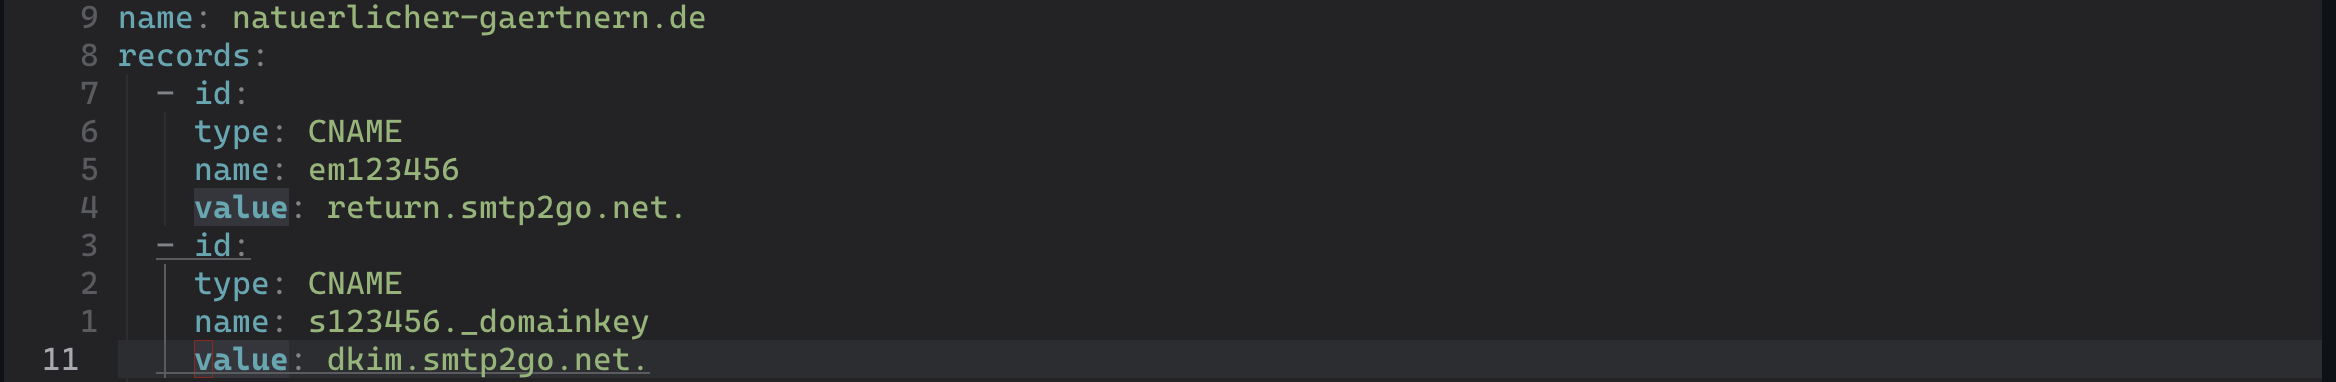 9 name: natuerlicher-gaertnern.de
8 records:
7 - id:
6 type: CNAME
5 name: em123456
4 value: return.smtp2go.net.
3 - id:
2 type: CNAME
1 name: s123456._domainkey
11 value: dkim.smtp2go.net.